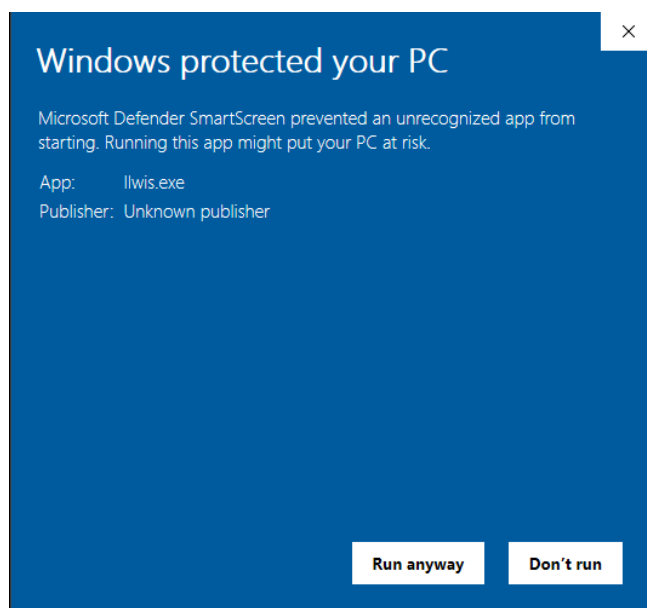 Windows protected your PC
Microsoft Defender SmartScreen prevented an unrecognized app from
starting. Running this app might put your PC at risk.
App: llwis.exe
Publisher: Unknown publisher
Run anyway
Don't run